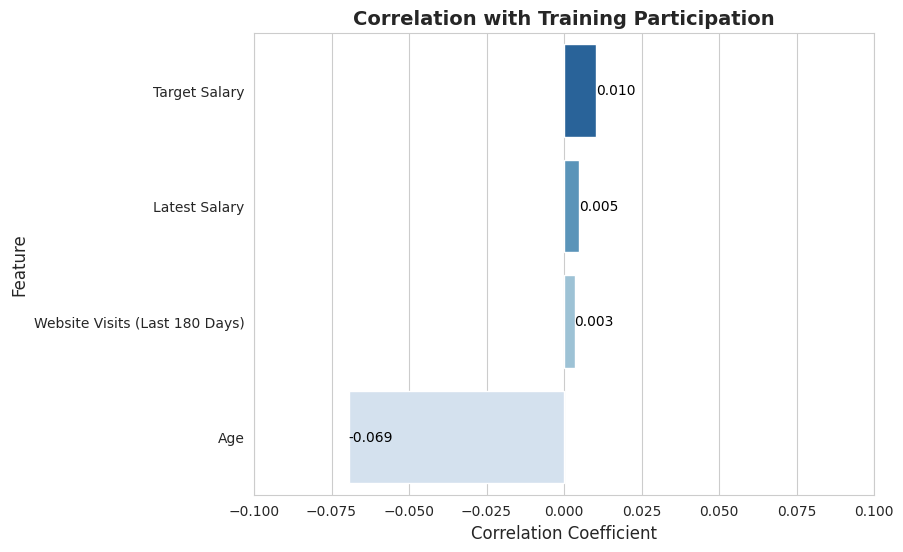 Correlation with Training Participation
Feature
Target Salary
0.010
Latest Salary
0.005
Website Visits (Last 180 Days)
0.003
Age
-0.069
−0.100 −0.075 −0.050 −0.025 0.000 0.025 0.050 0.075 0.100
Correlation Coefficient